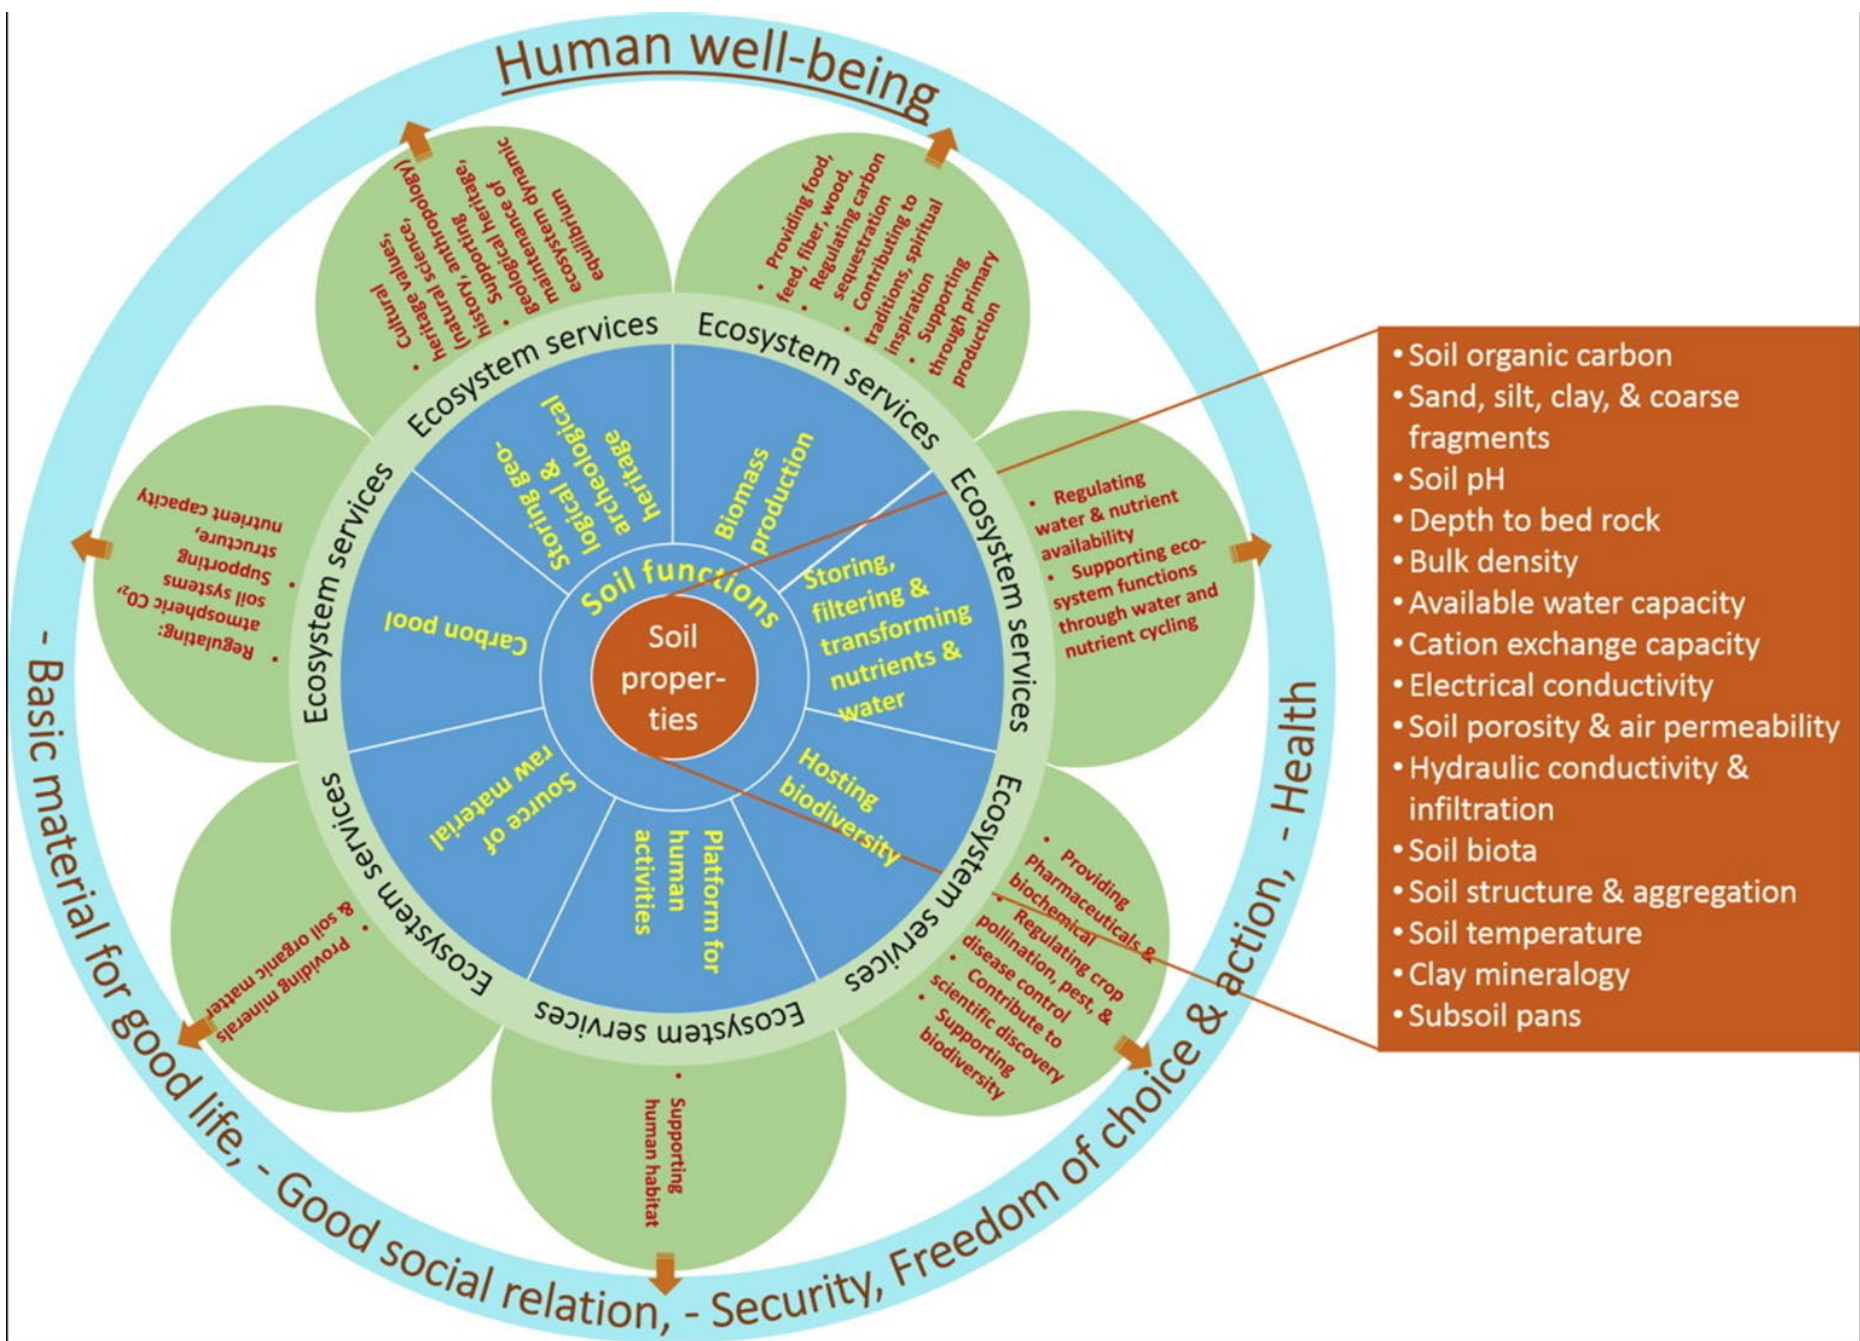 Human well-being
- Basic material for good life, - Good social relation, - Security, Freedom of choice & action, - Health
• Cultural
heritage values,
(natural science,
history, anthropology)
• Supporting
geological heritage,
maintenance of
ecosystem dynamic
equilibrium
• Providing food,
feed, fiber, wood,
• Regulating carbon
sequestration
• Contributing to
traditions, spiritual
inspiration
• Supporting
through primary
production
• Regulating
water & nutrient
availability
• Supporting eco-
system functions
through water and
nutrient cycling
• Providing
Pharmaceuticals &
biochemical
• Regulating crop
pollination, pest, &
disease control
• Contribute to
scientific discovery
• Supporting
biodiversity
• Supporting
human habitat
• Providing minerals
& soil organic matter
• Regulating:
atmospheric C0₂,
soil systems
• Supporting
structure,
nutrient capacity
Ecosystem services
Ecosystem services
Ecosystem services
Ecosystem services
Ecosystem services
Ecosystem services
Ecosystem services
Storing geo-
logical &
archeological
heritage
Biomass
production
Storing,
filtering &
transforming
nutrients &
water
Hosting
biodiversity
Platform for
human
activities
Source of
raw material
Carbon pool
Soil functions
Soil
proper-
ties
• Soil organic carbon
• Sand, silt, clay, & coarse
fragments
• Soil pH
• Depth to bed rock
• Bulk density
• Available water capacity
• Cation exchange capacity
• Electrical conductivity
• Soil porosity & air permeability
• Hydraulic conductivity &
infiltration
• Soil biota
• Soil structure & aggregation
• Soil temperature
• Clay mineralogy
• Subsoil pans